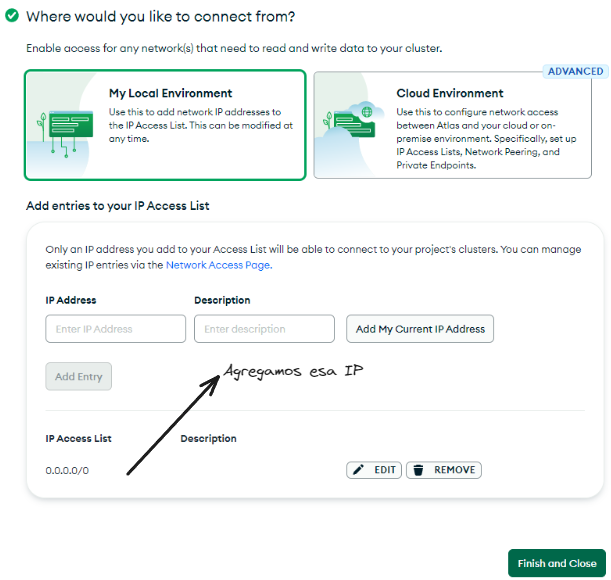 Where would you like to connect from?
Enable access for any network(s) that need to read and write data to your cluster.
ADVANCED
My Local Environment
Use this to add network IP addresses to
the IP Access List. This can be modified at
any time.
Cloud Environment
Use this to configure network access
between Atlas and your cloud or on-
premise environment. Specifically, set up
IP Access Lists, Network Peering, and
Private Endpoints.
Add entries to your IP Access List
Only an IP address you add to your Access List will be able to connect to your project's clusters. You can manage
existing IP entries via the Network Access Page.
IP Address Description
Enter IP Address Enter description Add My Current IP Address
Agregamos esa IP
Add Entry
IP Access List Description
0.0.0.0/0 EDIT REMOVE
Finish and Close